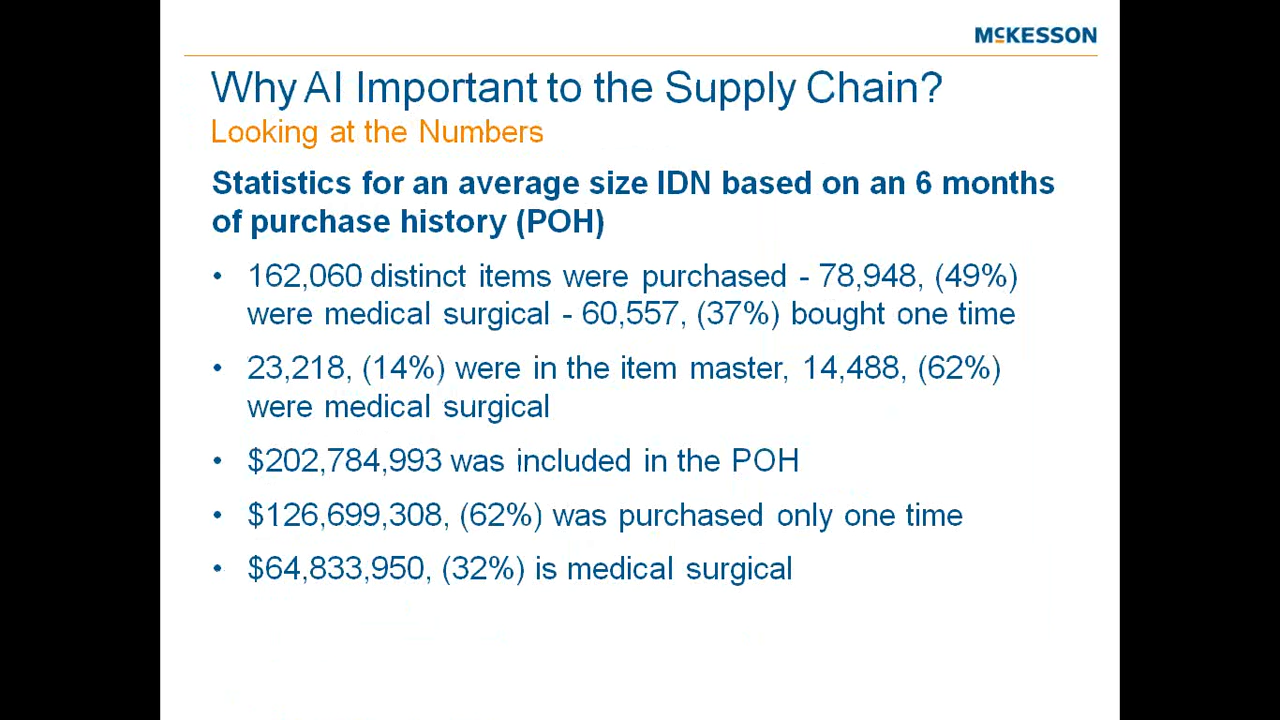 McKESSON
Why AI Important to the Supply Chain?
Looking at the Numbers
Statistics for an average size IDN based on an 6 months
of purchase history (POH)
• 162,060 distinct items were purchased - 78,948, (49%)
were medical surgical - 60,557, (37%) bought one time
• 23,218, (14%) were in the item master, 14,488, (62%)
were medical surgical
• $202,784,993 was included in the POH
• $126,699,308, (62%) was purchased only one time
• $64,833,950, (32%) is medical surgical